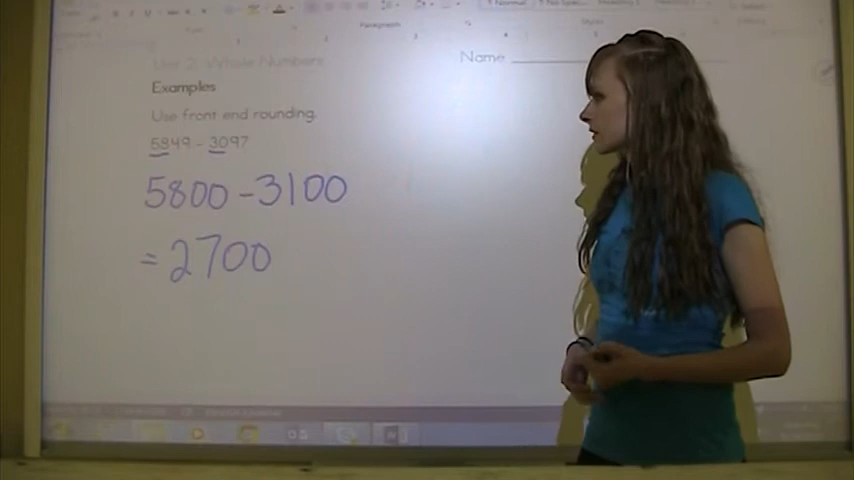 Unit 2: Whole Numbers
Name
Examples
Use front end rounding.
5849 - 3097
5800 - 3100
= 2700